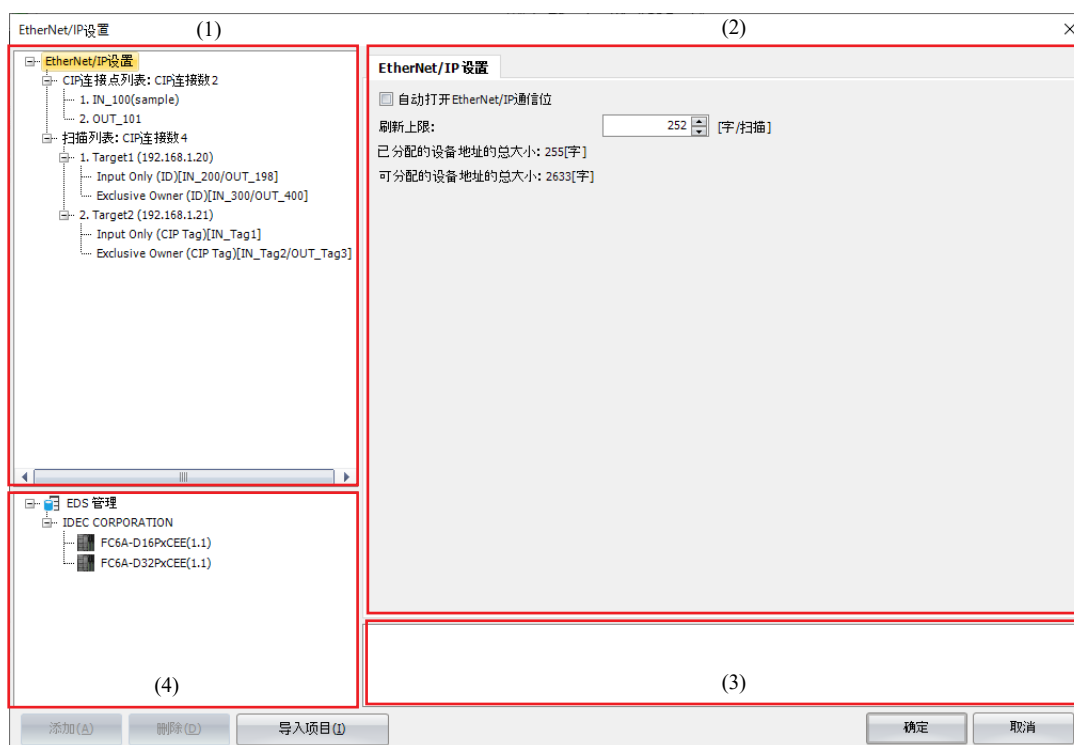 EtherNet/IP设置
(1)
(2)
EtherNet/IP设置
CIP连接点列表: CIP连接数2
1. IN_100(sample)
2. OUT_101
扫描列表: CIP连接数4
1. Target1 (192.168.1.20)
Input Only (ID)[IN_200/OUT_198]
Exclusive Owner (ID)[IN_300/OUT_400]
2. Target2 (192.168.1.21)
Input Only (CIP Tag)[IN_Tag1]
Exclusive Owner (CIP Tag)[IN_Tag2/OUT_Tag3]
EtherNet/IP 设置
自动打开EtherNet/IP通信位
刷新上限: 252 [字/扫描]
已分配的设备地址的总大小: 255[字]
可分配的设备地址的总大小: 2633[字]
EDS 管理
IDEC CORPORATION
FC6A-D16PxCEE(1.1)
FC6A-D32PxCEE(1.1)
(4)
(3)
添加(A) 删除(D) 导入项目(I) 确定 取消